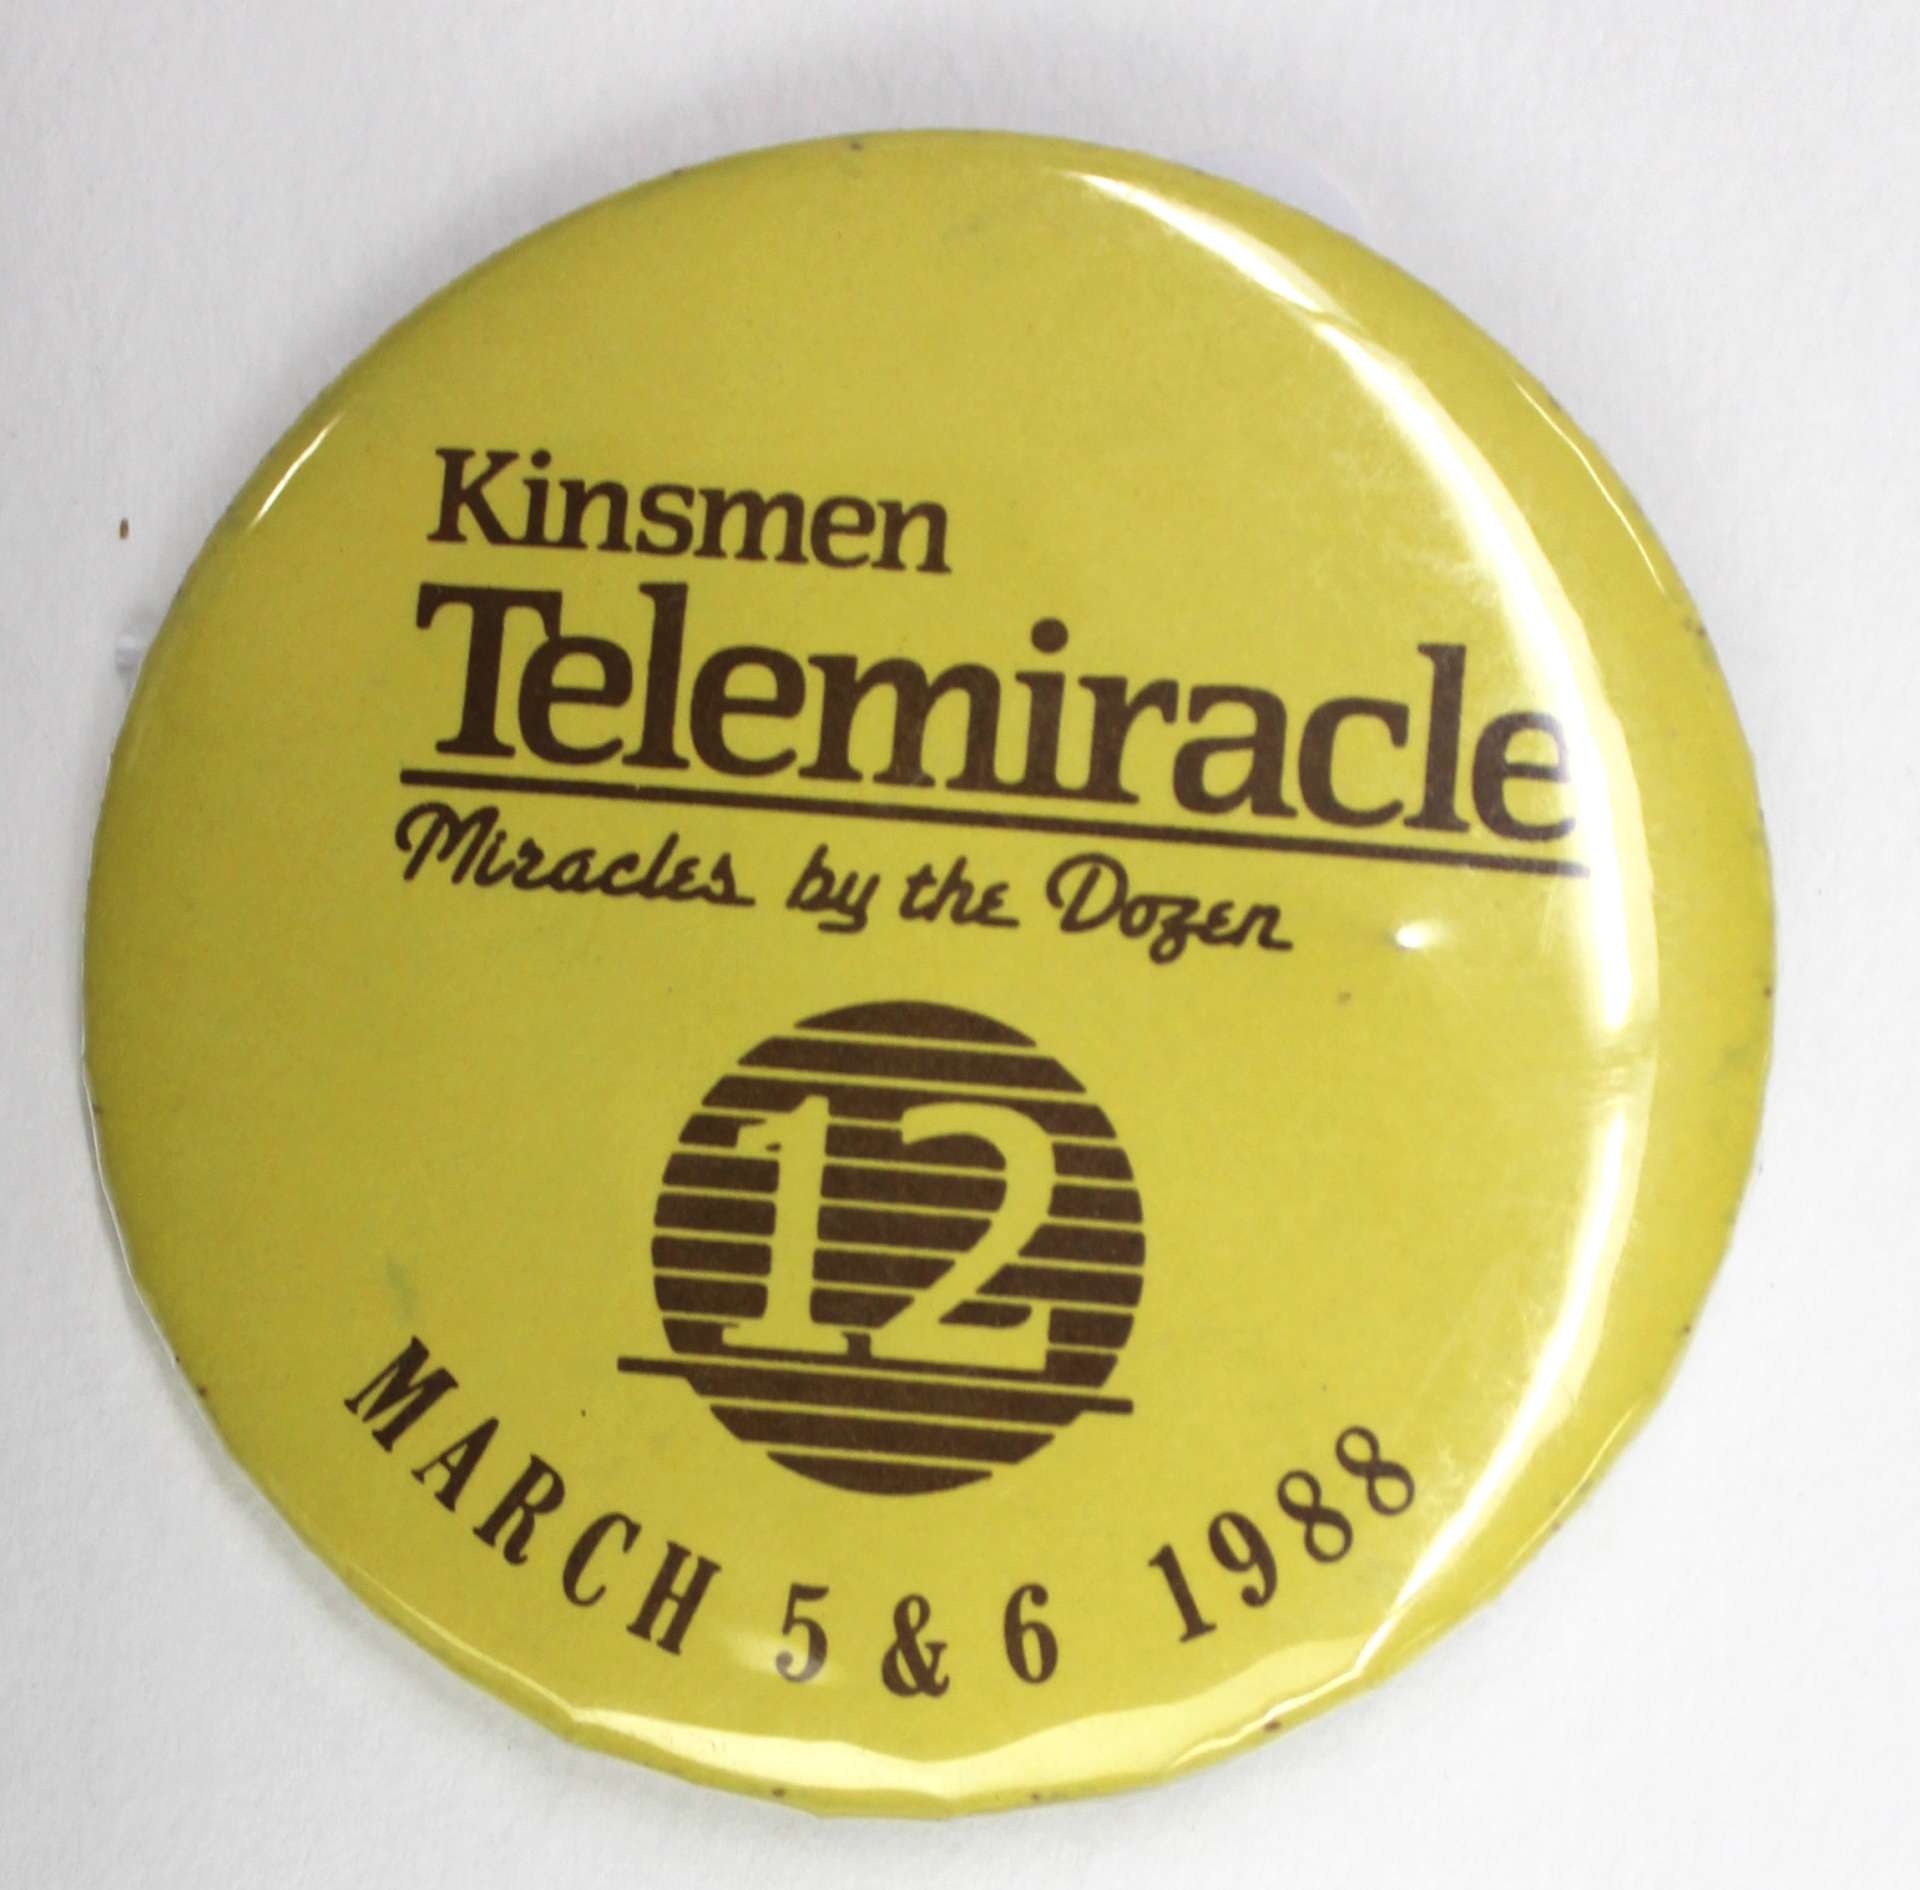 Kinsmen
Telemiracle
Miracles by the Dozen
12
MARCH 5 & 6 1988